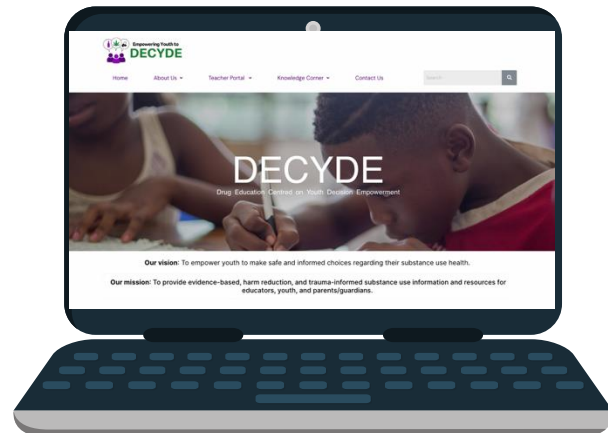 Empowering Youth to
DECYDE
Home About Us Teacher Portal Knowledge Corner Contact Us Search
DECYDE
Drug Education Centred on Youth Decision Empowerment
Our vision: To empower youth to make safe and informed choices regarding their substance use health.
Our mission: To provide evidence-based, harm reduction, and trauma-informed substance use information and resources for
educators, youth, and parents/guardians.